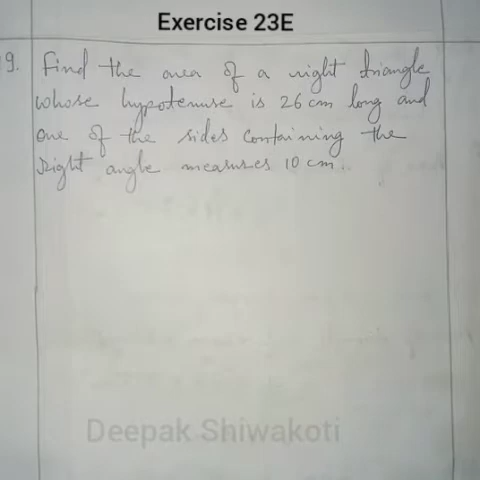 Exercise 23E
9. Find the area of a right triangle
whose hypotenuse is 26 cm long and
one of the sides containing the
right angle measures 10 cm.
Deepak Shiwakoti